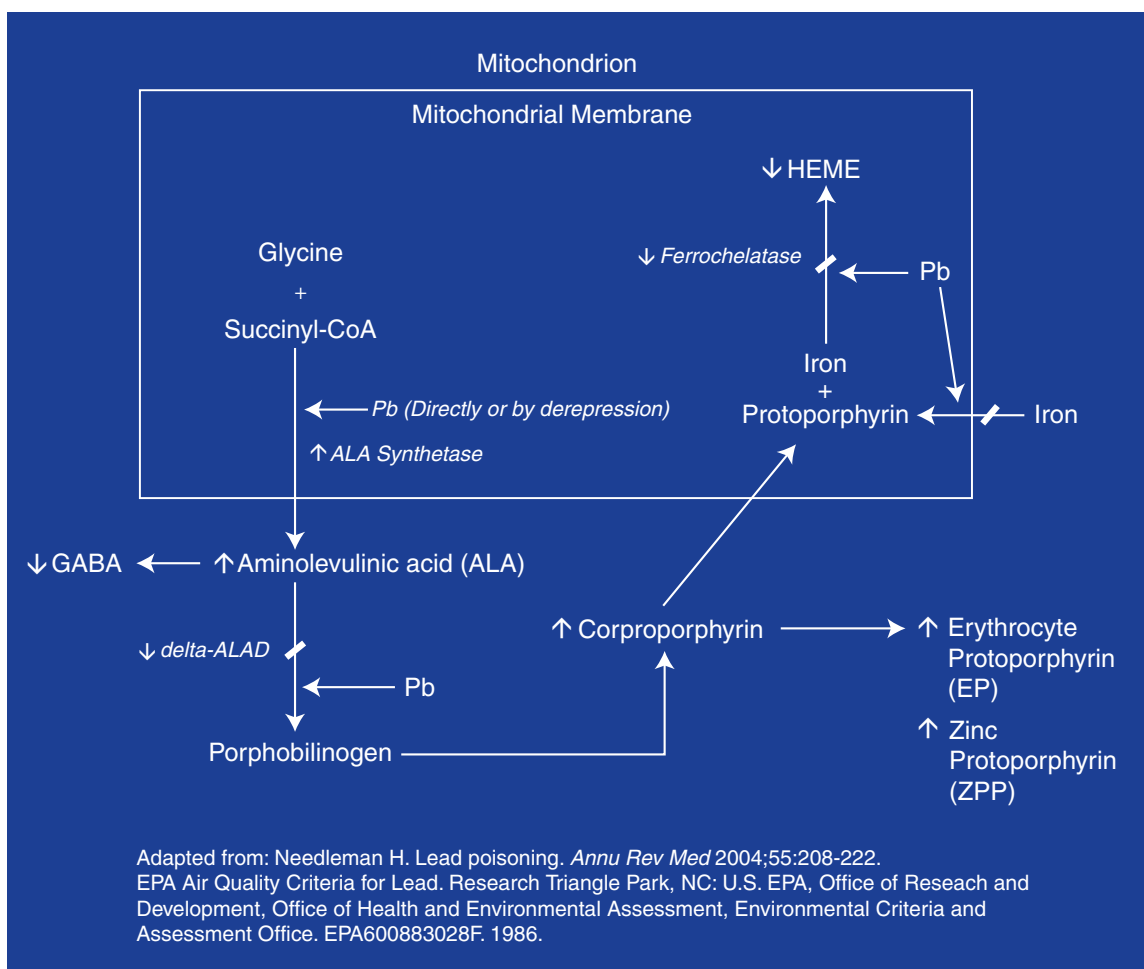 Mitochondrion
Mitochondrial Membrane
↓ HEME
Glycine
+
Succinyl-CoA
↓ Ferrochelatase
Pb
Iron
+
Protoporphyrin
Iron
Pb (Directly or by derepression)
↑ ALA Synthetase
↓ GABA
↑ Aminolevulinic acid (ALA)
↓ delta-ALAD
Pb
Porphobilinogen
↑ Corproporphyrin
↑ Erythrocyte
Protoporphyrin
(EP)
↑ Zinc
Protoporphyrin
(ZPP)
Adapted from: Needleman H. Lead poisoning. Annu Rev Med 2004;55:208-222.
EPA Air Quality Criteria for Lead. Research Triangle Park, NC: U.S. EPA, Office of Reseach and
Development, Office of Health and Environmental Assessment, Environmental Criteria and
Assessment Office. EPA600883028F. 1986.